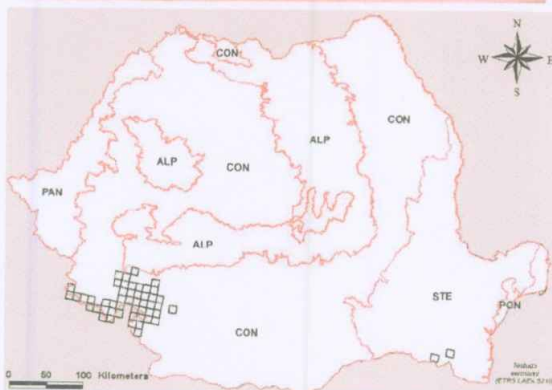 N
W E
S
CON
CON
ALP
ALP
CON
PAN
ALP
STE
PON
CON
0 50 100 Kilometers